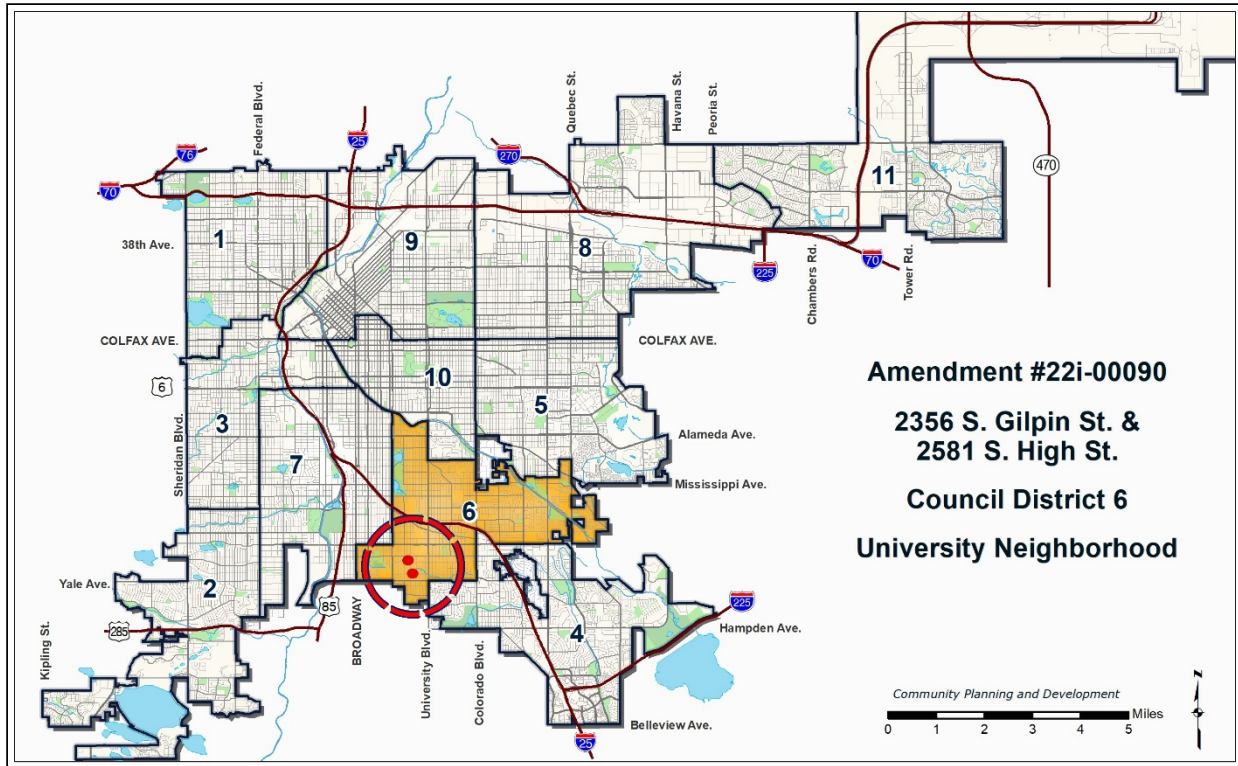 Federal Blvd.
25
Quebec St.
Havana St.
Peoria St.
76
270
70
470
11
1
9
8
38th Ave.
225
70
Chambers Rd.
Tower Rd.
COLFAX AVE.
COLFAX AVE.
6
10
5
3
Sheridan Blvd.
Alameda Ave.
7
Mississippi Ave.
6
Yale Ave.
2
85
BROADWAY
285
Kipling St.
University Blvd.
Colorado Blvd.
4
225
Hampden Ave.
Belleview Ave.
25
Amendment #22i-00090
2356 S. Gilpin St. &
2581 S. High St.
Council District 6
University Neighborhood
Community Planning and Development
Miles
0 1 2 3 4 5
N